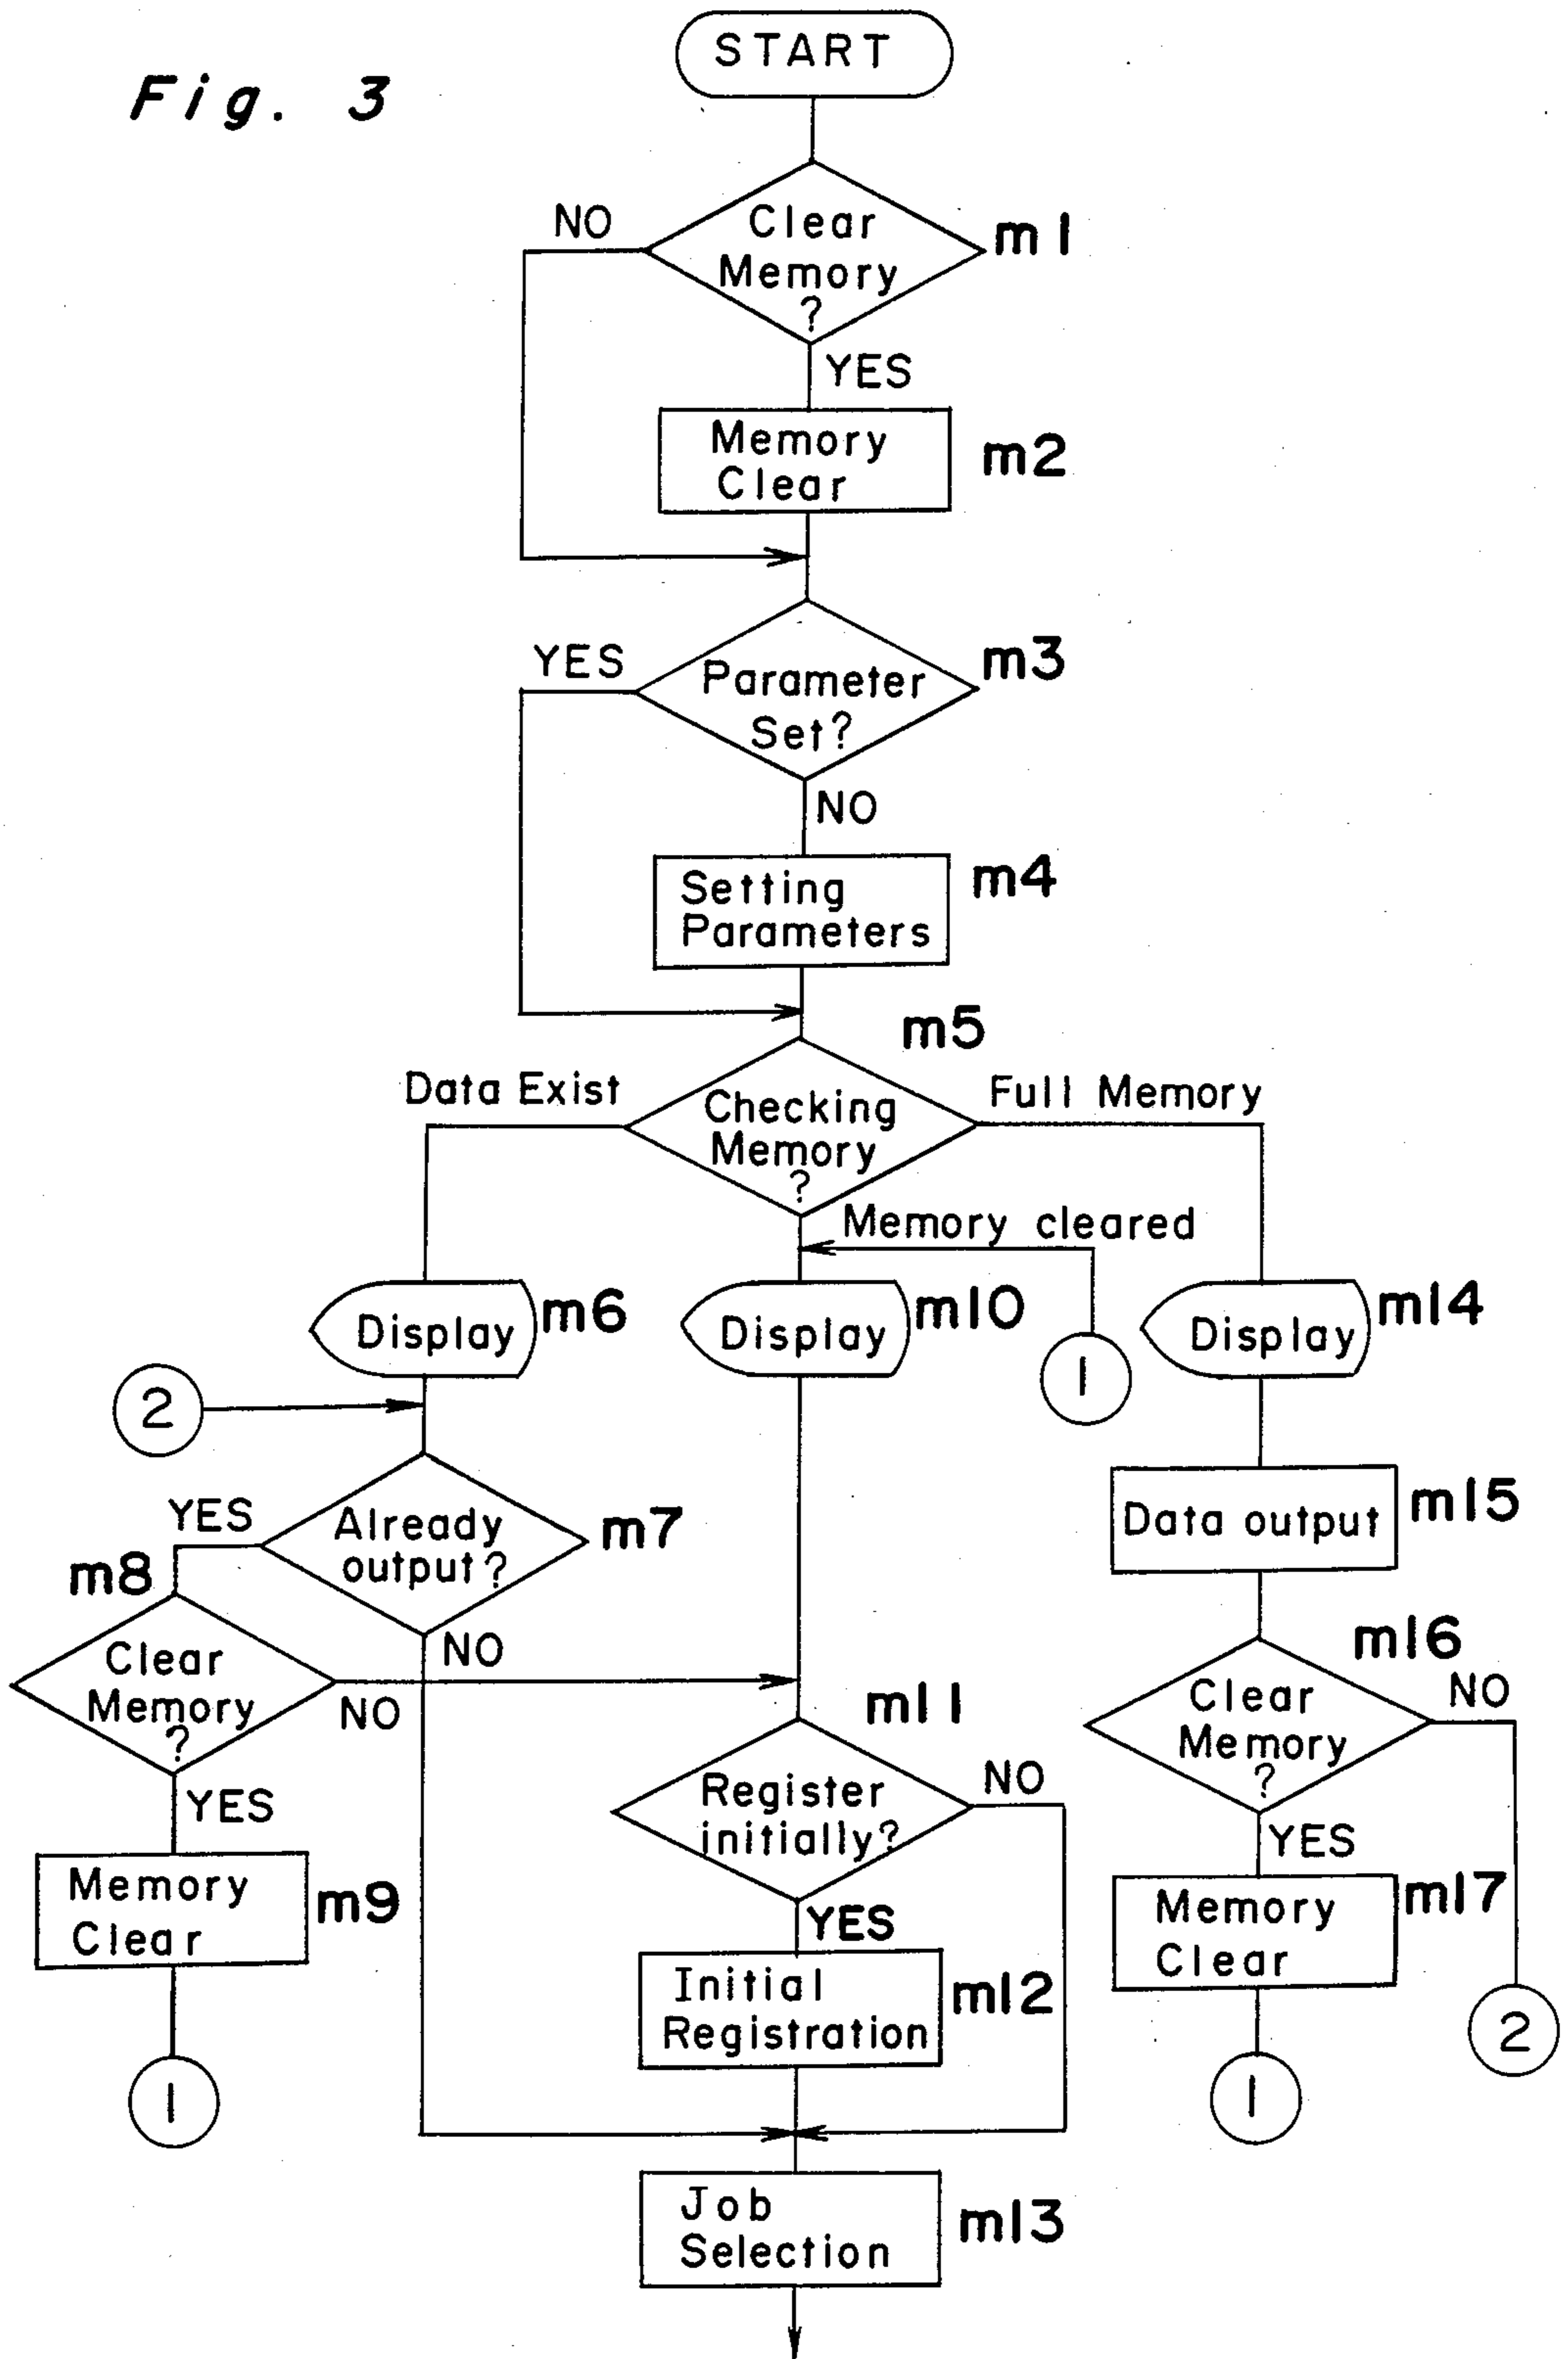 START
Fig. 3
NO
Clear
Memory
?
m1
YES
Memory
Clear
m2
YES
Parameter
Set?
m3
NO
Setting
Parameters
m4
m5
Data Exist
Checking
Memory
?
Full Memory
Memory cleared
Display
m6
Display
m10
Display
m14
2
1
YES
Already
output?
m7
Data output
m15
m8
Clear
Memory
?
NO
NO
m16
Clear
Memory
?
NO
m11
Register
initially?
NO
YES
Memory
Clear
m9
YES
YES
Memory
Clear
m17
Initial
Registration
m12
2
1
1
Job
Selection
m13